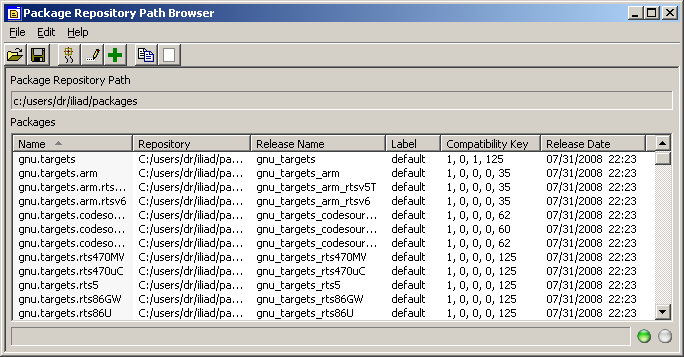 Package Repository Path Browser
File Edit Help
Package Repository Path
c:/users/dr/iliad/packages
Packages
Name Repository Release Name Label Compatibility Key Release Date
gnu.targets C:/users/dr/iliad/pa... gnu_targets default 1, 0, 1, 125 07/31/2008 22:23
gnu.targets.arm C:/users/dr/iliad/pa... gnu_targets_arm default 1, 0, 0, 0, 35 07/31/2008 22:23
gnu.targets.arm.rts... C:/users/dr/iliad/pa... gnu_targets_arm_rtsv5T default 1, 0, 0, 0, 35 07/31/2008 22:23
gnu.targets.arm.rtsv6 C:/users/dr/iliad/pa... gnu_targets_arm_rtsv6 default 1, 0, 0, 0, 35 07/31/2008 22:23
gnu.targets.codeso... C:/users/dr/iliad/pa... gnu_targets_codesour... default 1, 0, 0, 0, 62 07/31/2008 22:23
gnu.targets.codeso... C:/users/dr/iliad/pa... gnu_targets_codesour... default 1, 0, 0, 0, 60 07/31/2008 22:23
gnu.targets.codeso... C:/users/dr/iliad/pa... gnu_targets_codesour... default 1, 0, 0, 0, 62 07/31/2008 22:23
gnu.targets.rts470MV C:/users/dr/iliad/pa... gnu_targets_rts470MV default 1, 0, 0, 0, 125 07/31/2008 22:23
gnu.targets.rts470uC C:/users/dr/iliad/pa... gnu_targets_rts470uC default 1, 0, 0, 0, 125 07/31/2008 22:23
gnu.targets.rts5 C:/users/dr/iliad/pa... gnu_targets_rts5 default 1, 0, 0, 0, 125 07/31/2008 22:23
gnu.targets.rts86GW C:/users/dr/iliad/pa... gnu_targets_rts86GW default 1, 0, 0, 0, 125 07/31/2008 22:23
gnu.targets.rts86U C:/users/dr/iliad/pa... gnu_targets_rts86U default 1, 0, 0, 0, 125 07/31/2008 22:23